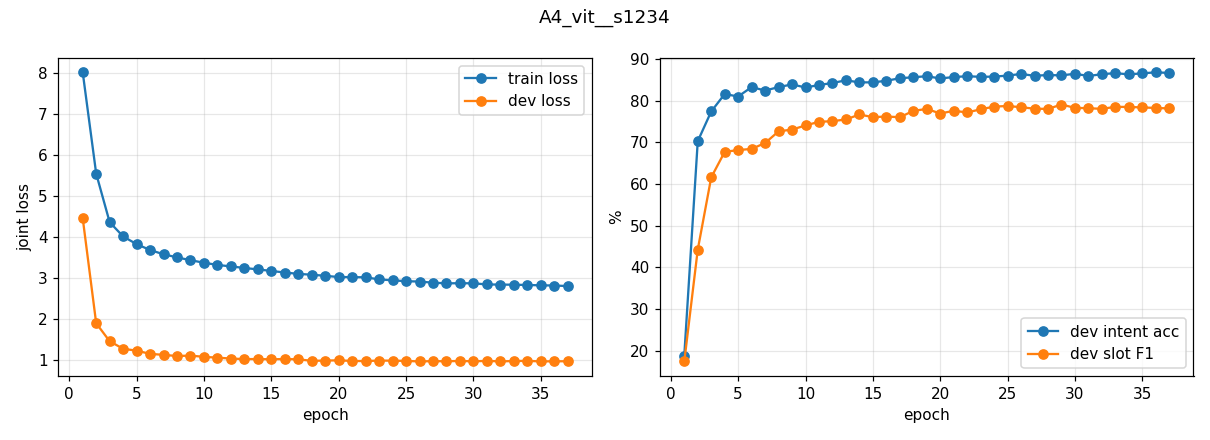 A4_vit__s1234
joint loss
8
7
6
5
4
3
2
1
train loss
dev loss
0 5 10 15 20 25 30 35
epoch
%
90
80
70
60
50
40
30
20
dev intent acc
dev slot F1
0 5 10 15 20 25 30 35
epoch